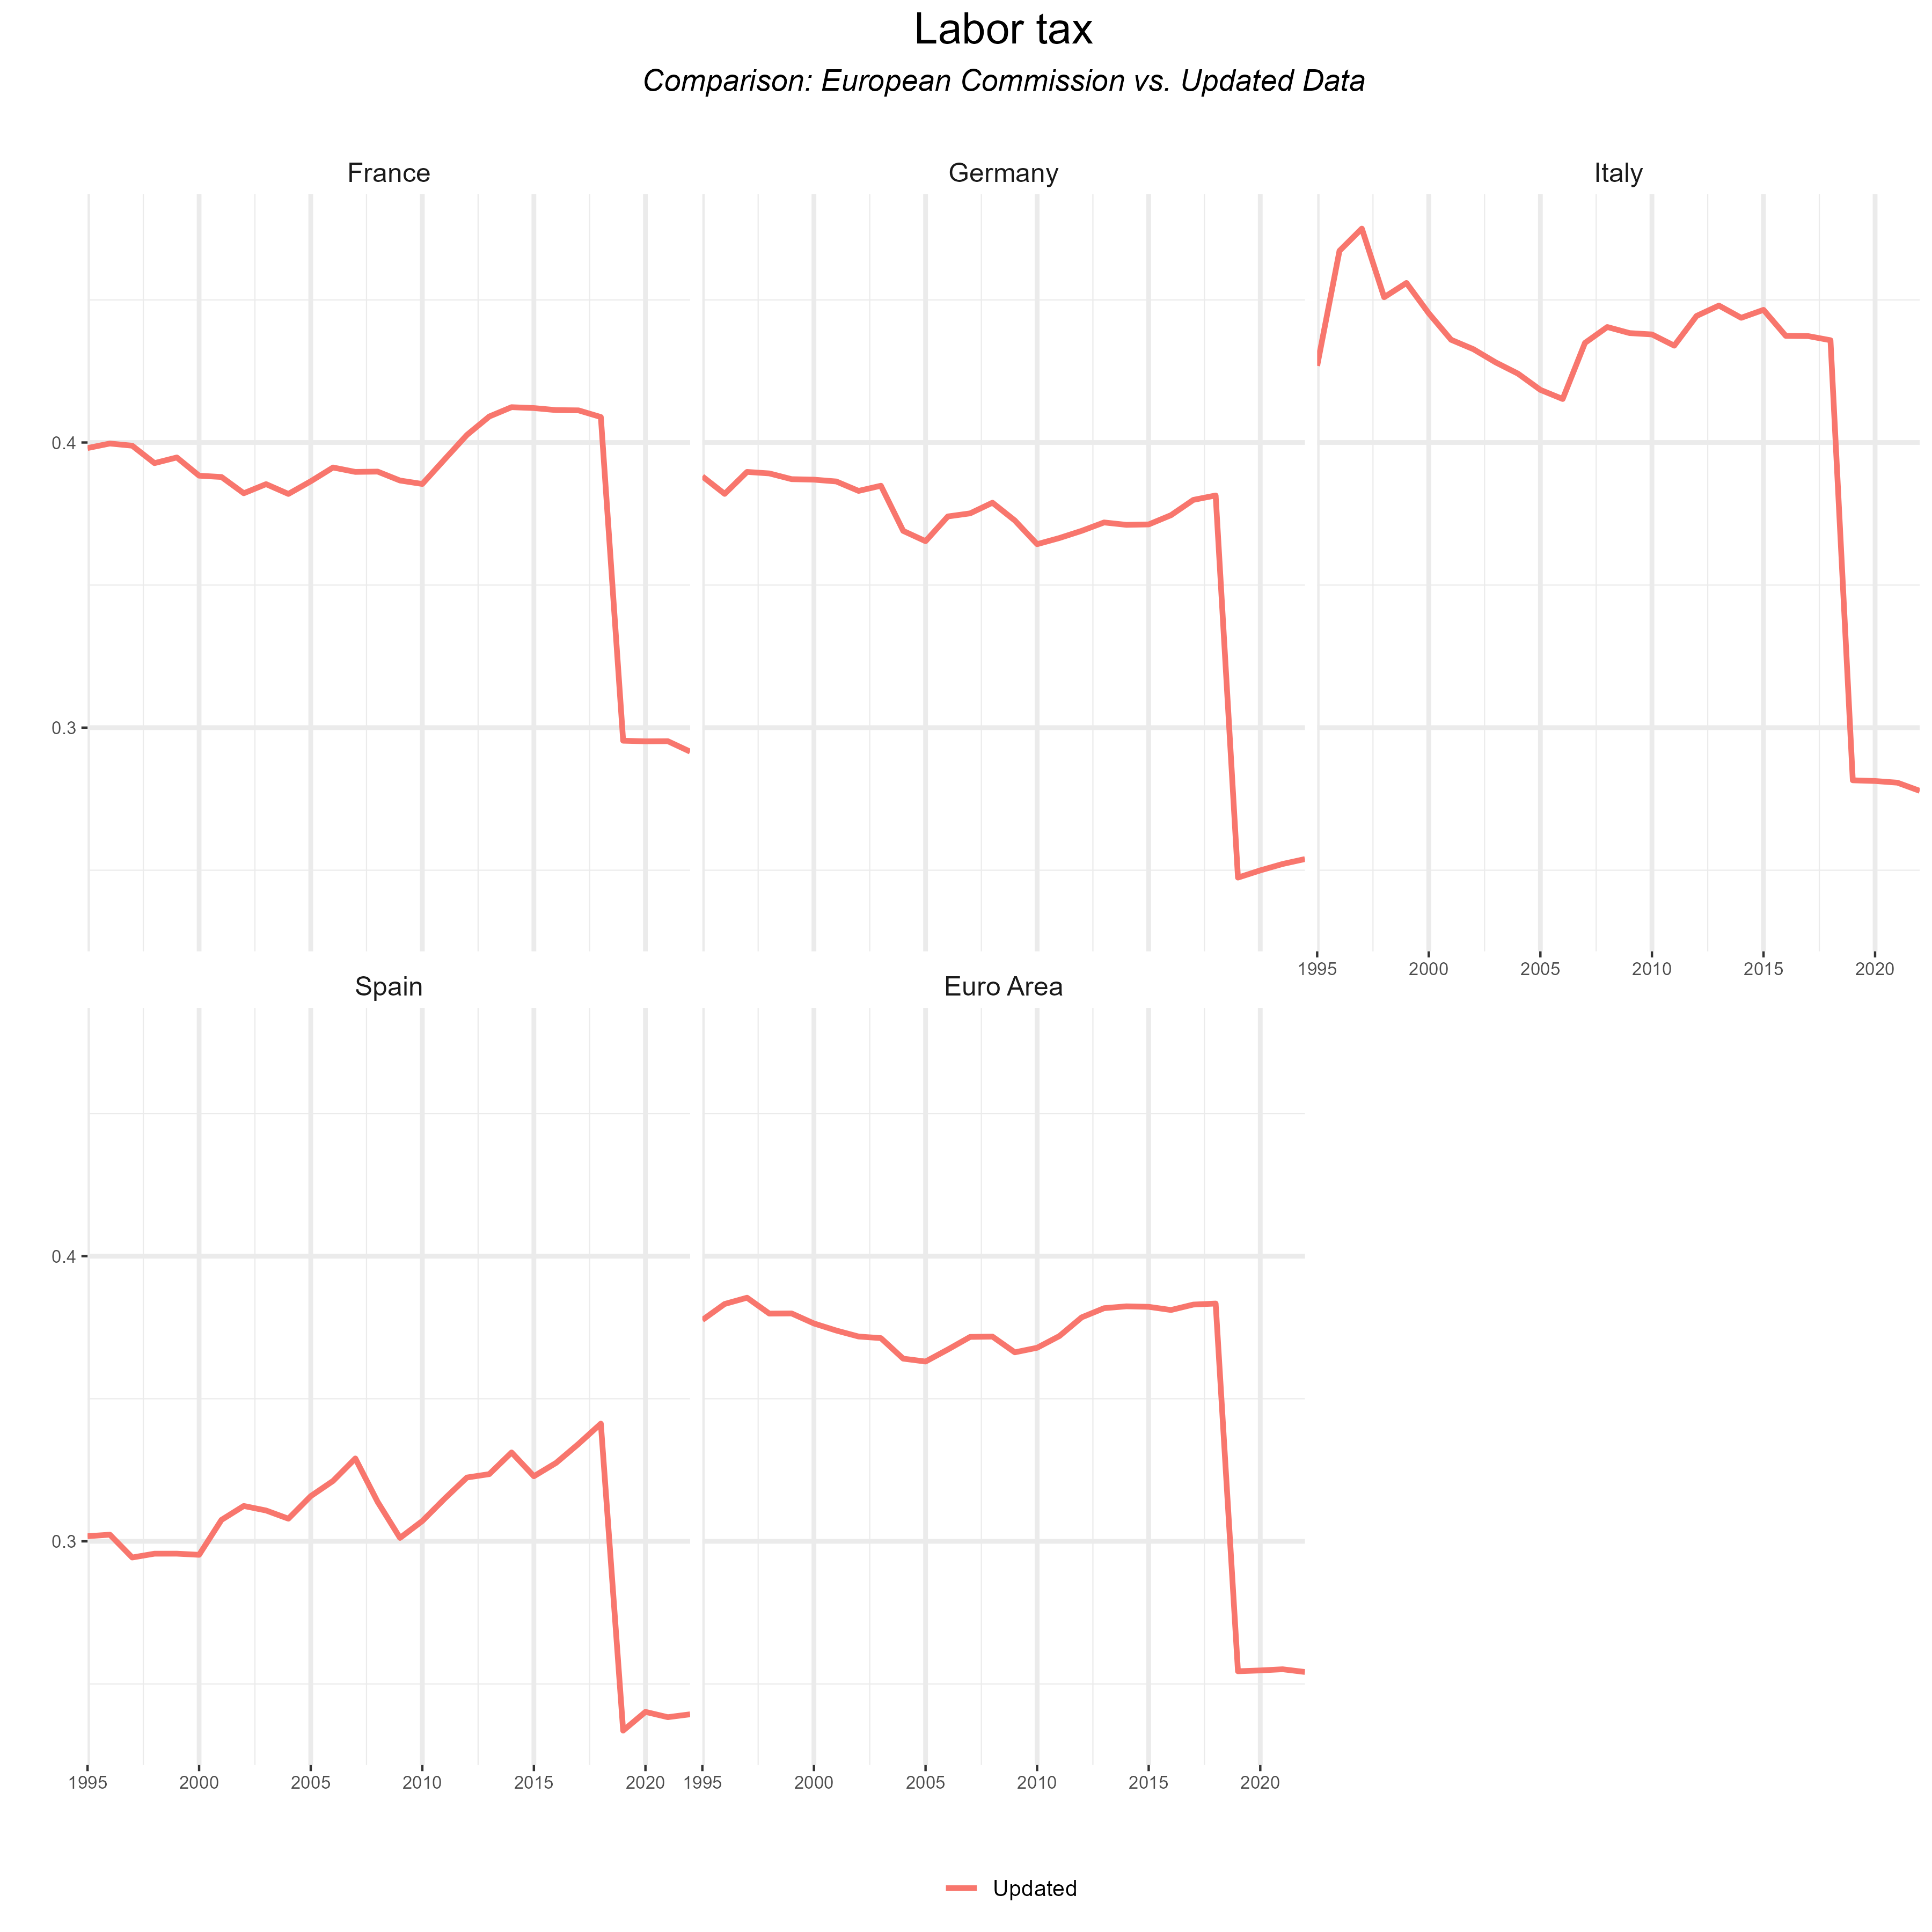 Labor tax
Comparison: European Commission vs. Updated Data
France
Germany
Italy
0.4
0.3
1995 2000 2005 2010 2015 2020
Spain
Euro Area
0.4
0.3
1995 2000 2005 2010 2015 2020
1995 2000 2005 2010 2015 2020
Updated